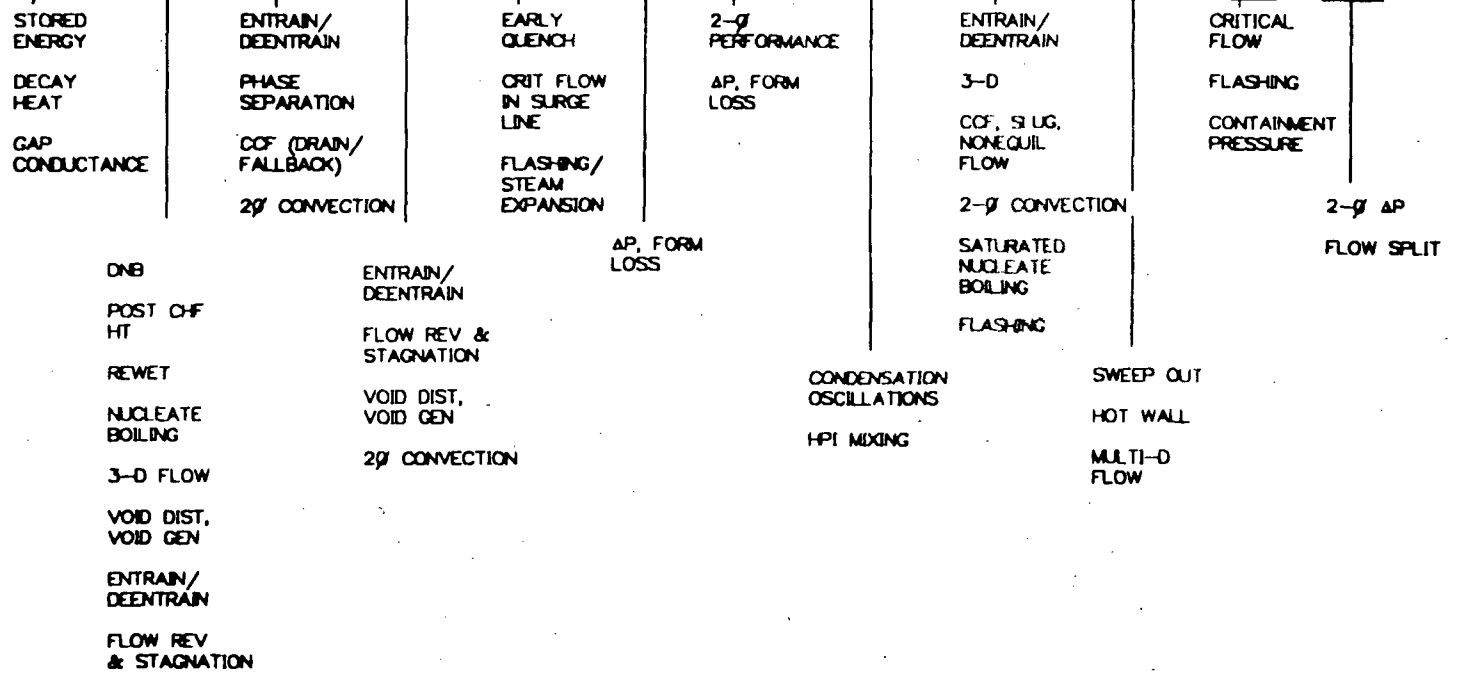 STORED
ENERGY
DECAY
HEAT
GAP
CONDUCTANCE
DNB
POST CHF
HT
REWET
NUCLEATE
BOILING
3-D FLOW
VOID DIST,
VOID GEN
ENTRAIN/
DEENTRAIN
FLOW REV
& STAGNATION
ENTRAIN/
DEENTRAIN
PHASE
SEPARATION
CCF (DRAIN/
FALLBACK)
2Ø CONVECTION
ENTRAIN/
DEENTRAIN
FLOW REV &
STAGNATION
VOID DIST,
VOID GEN
2Ø CONVECTION
EARLY
QUENCH
CRIT FLOW
IN SURGE
LINE
FLASHING/
STEAM
EXPANSION
ΔP, FORM
LOSS
2-Ø
PERFORMANCE
ΔP, FORM
LOSS
CONDENSATION
OSCILLATIONS
HPI MIXING
ENTRAIN/
DEENTRAIN
3-D
CCF, SLUG,
NONEQUIL
FLOW
2-Ø CONVECTION
SATURATED
NUCLEATE
BOILING
FLASHING
SWEEP OUT
HOT WALL
MULTI-D
FLOW
CRITICAL
FLOW
FLASHING
CONTAINMENT
PRESSURE
2-Ø ΔP
FLOW SPLIT